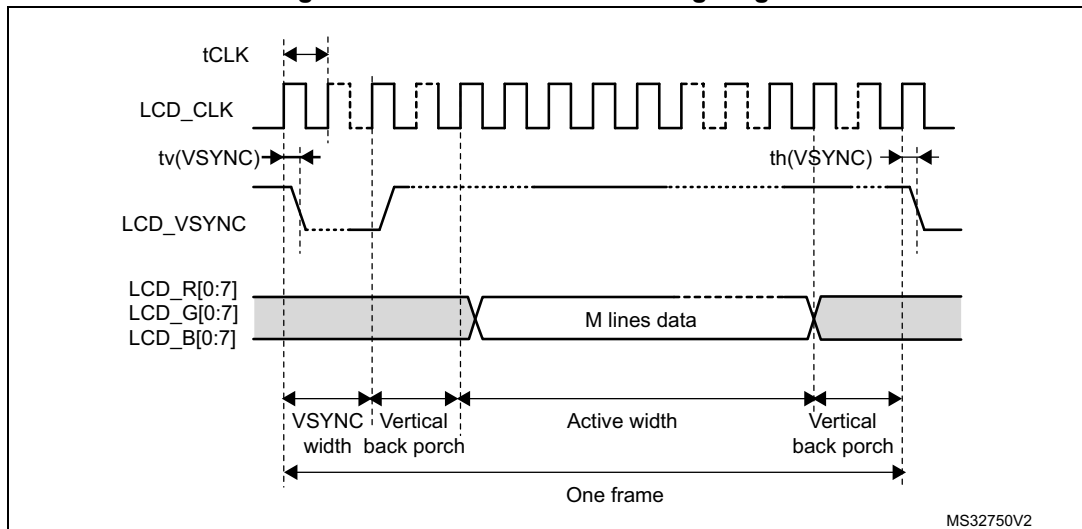 tCLK
LCD_CLK
tv(VSYNC)
th(VSYNC)
LCD_VSYNC
LCD_R[0:7]
LCD_G[0:7]
LCD_B[0:7]
M lines data
VSYNC width
Vertical back porch
Active width
Vertical back porch
One frame
MS32750V2